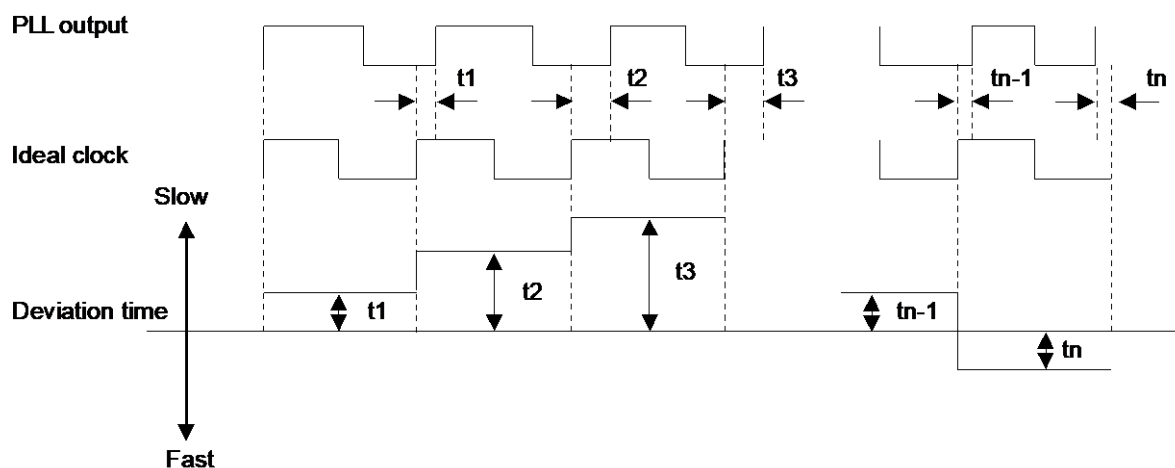 PLL output
t1
t2
t3
tn-1
tn
Ideal clock
Slow
Deviation time
t1
t2
t3
tn-1
tn
Fast